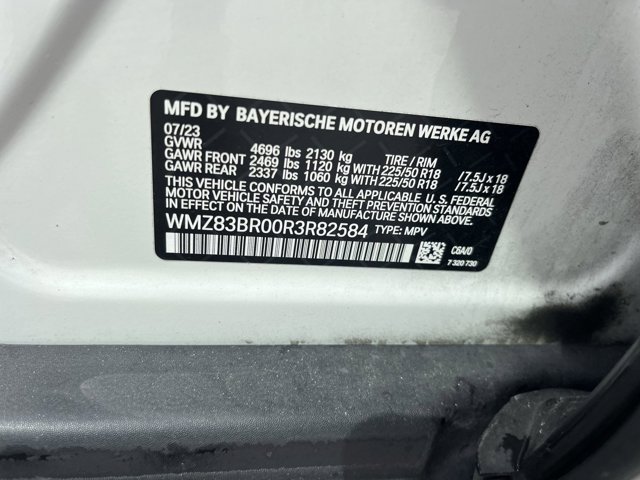 MFD BY BAYERISCHE MOTOREN WERKE AG
07/23
GVWR 4696 lbs 2130 kg TIRE / RIM
GAWR FRONT 2469 lbs 1120 kg WITH 225/50 R18 /7.5J x 18
GAWR REAR 2337 lbs 1060 kg WITH 225/50 R18 /7.5J x 18
THIS VEHICLE CONFORMS TO ALL APPLICABLE U. S. FEDERAL
MOTOR VEHICLE SAFETY AND THEFT PREVENTION STANDARDS
IN EFFECT ON THE DATE OF MANUFACTURE SHOWN ABOVE.
WMZ83BR00R3R82584 TYPE: MPV
C6A/0
7 320 730